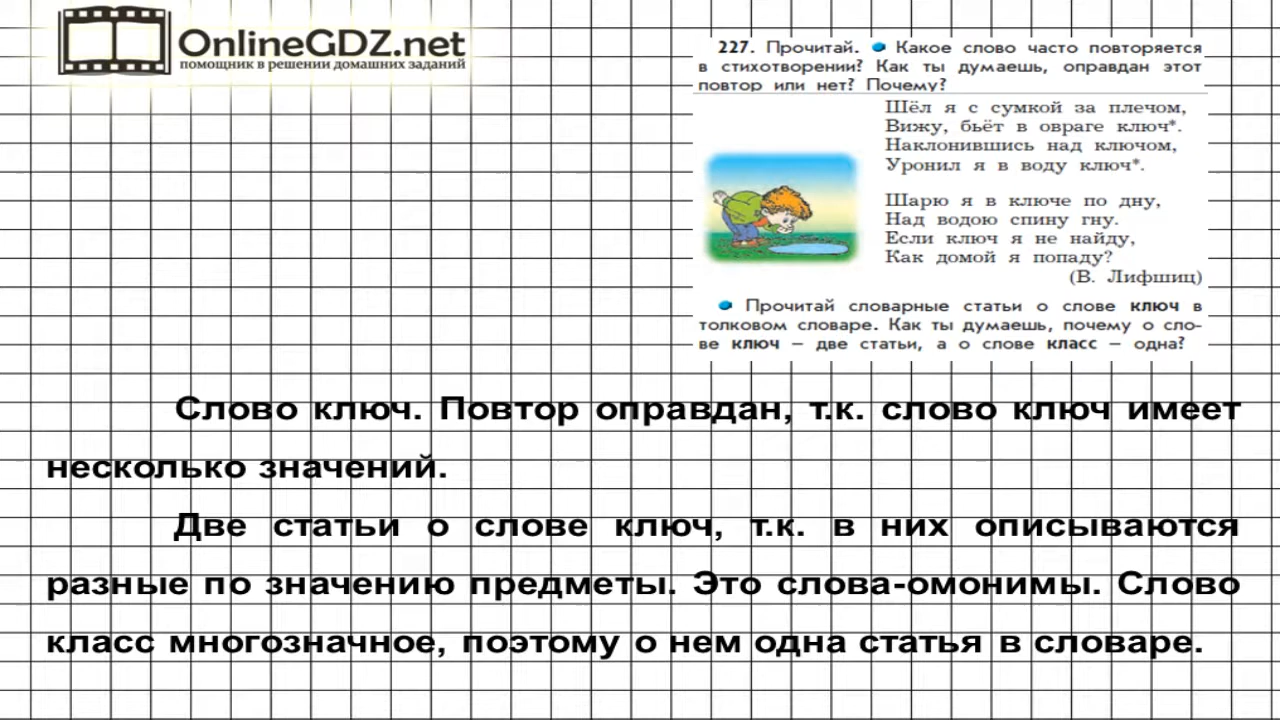 OnlineGDZ.net
помощник в решении домашних заданий
227. Прочитай. Какое слово часто повторяется
в стихотворении? Как ты думаешь, оправдан этот
повтор или нет? Почему?
Шёл я с сумкой за плечом,
Вижу, бьёт в овраге ключ*.
Наклонившись над ключом,
Уронил я в воду ключ*.
Шарю я в ключе по дну,
Над водою спину гну.
Если ключ я не найду,
Как домой я попаду?
(В. Лифшиц)
Прочитай словарные статьи о слове ключ в
толковом словаре. Как ты думаешь, почему о сло-
ве ключ – две статьи, а о слове класс – одна?
Слово ключ. Повтор оправдан, т.к. слово ключ имеет
несколько значений.
Две статьи о слове ключ, т.к. в них описываются
разные по значению предметы. Это слова-омонимы. Слово
класс многозначное, поэтому о нем одна статья в словаре.